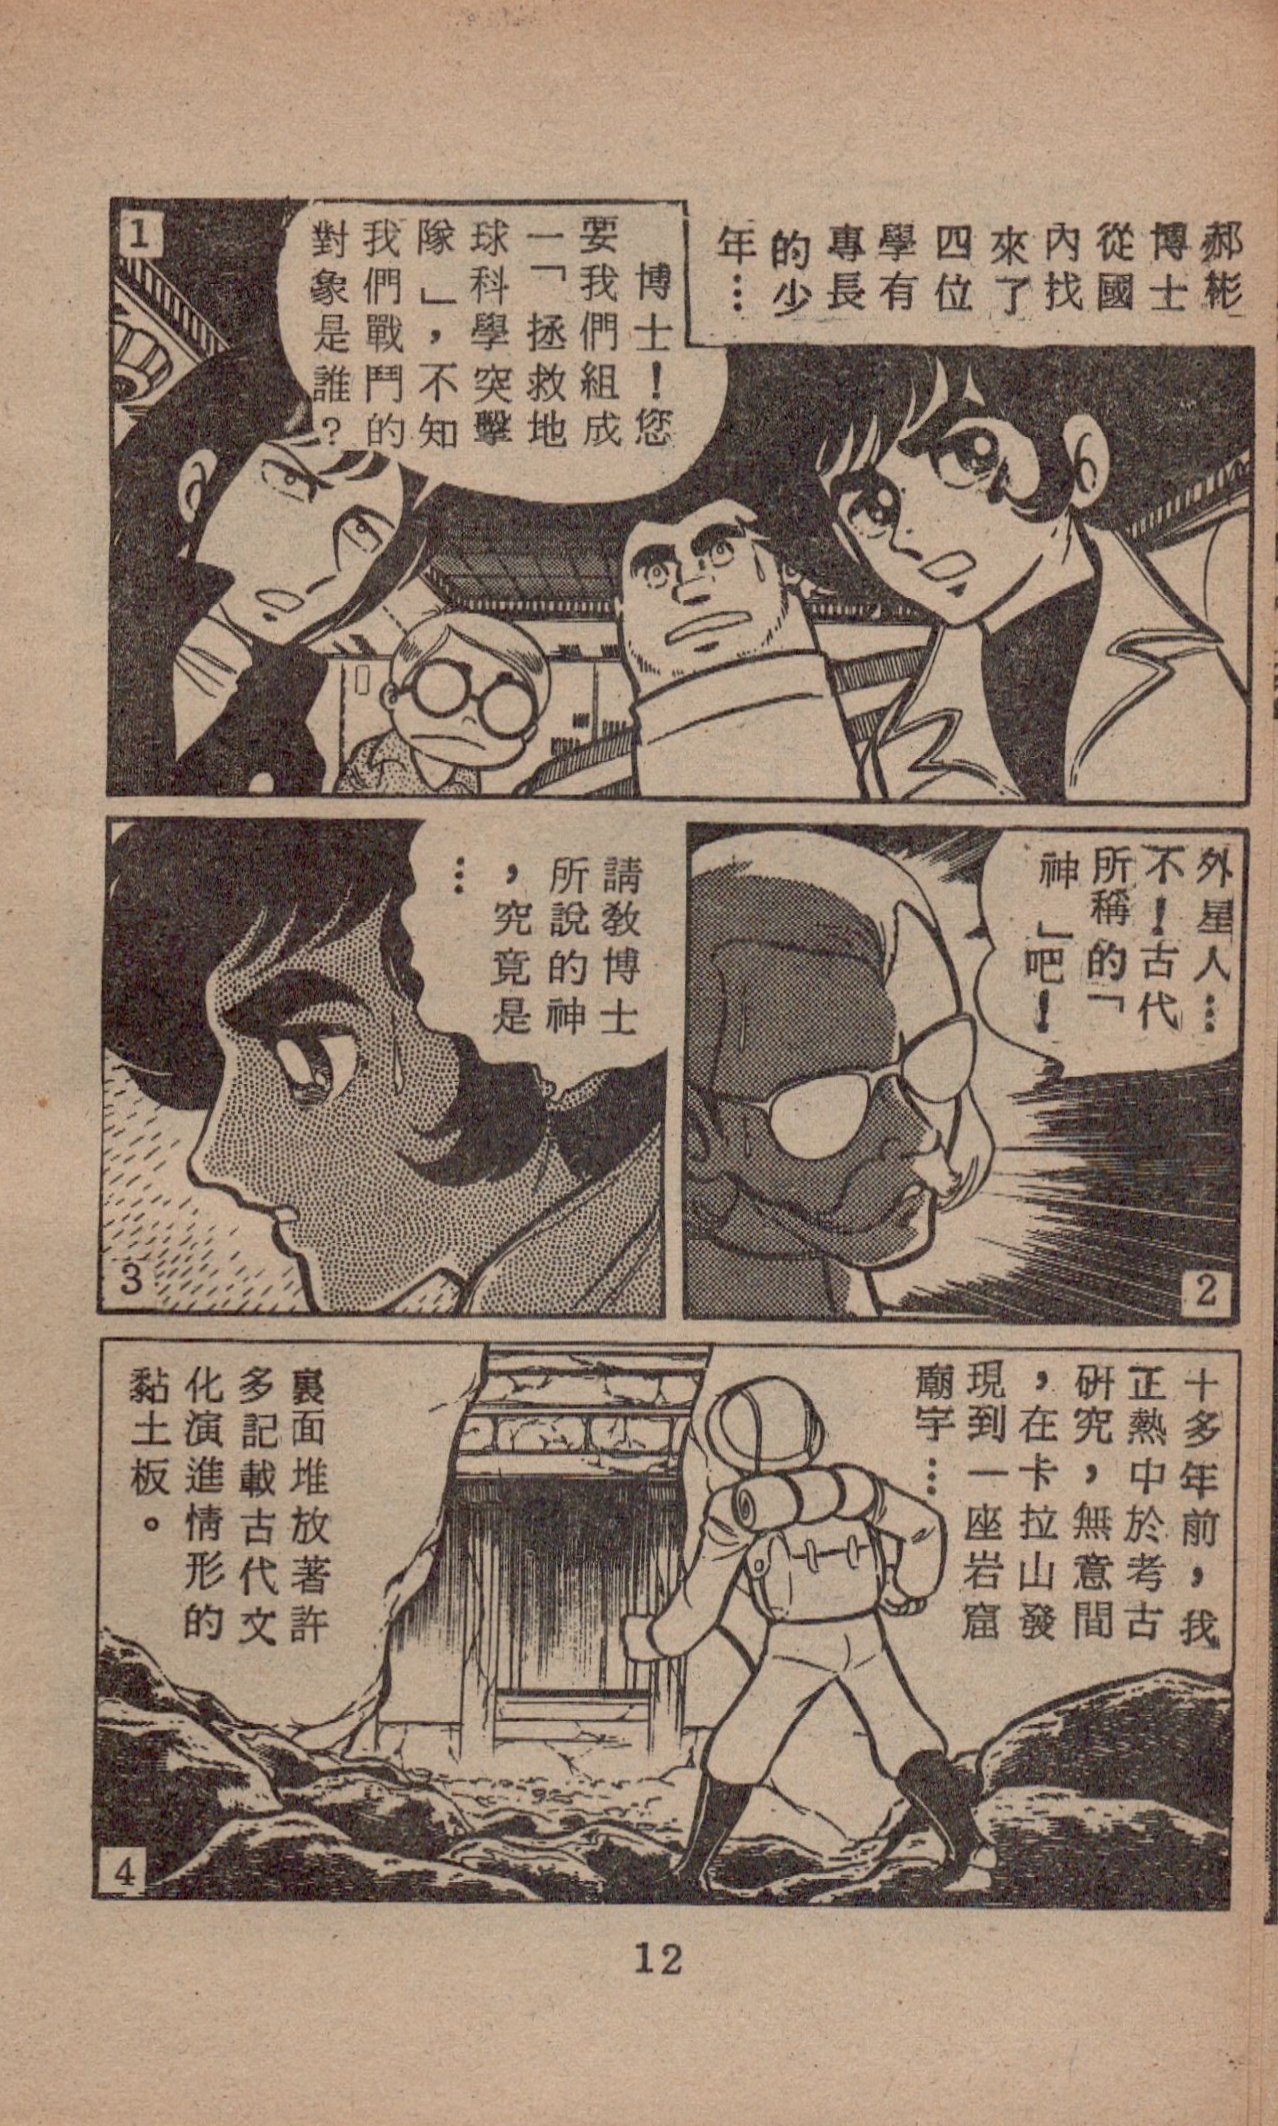 1
郝彬
博士
從國
內找
來了
四位
學有
專長
的少
年…
博士！您
要我們組成
一「拯救地
球科學突擊
隊」，不知
我們戰鬥的
對象是誰？
外星人…
不！古代
所稱的「
神」吧！
2
請教博士
所說的神
，究竟是
…
3
十多年前，我
正熱中於考古
研究，無意間
，在卡拉山發
現到一座岩窟
廟宇…
裏面堆放著許
多記載古代文
化演進情形的
黏土板。
4
12